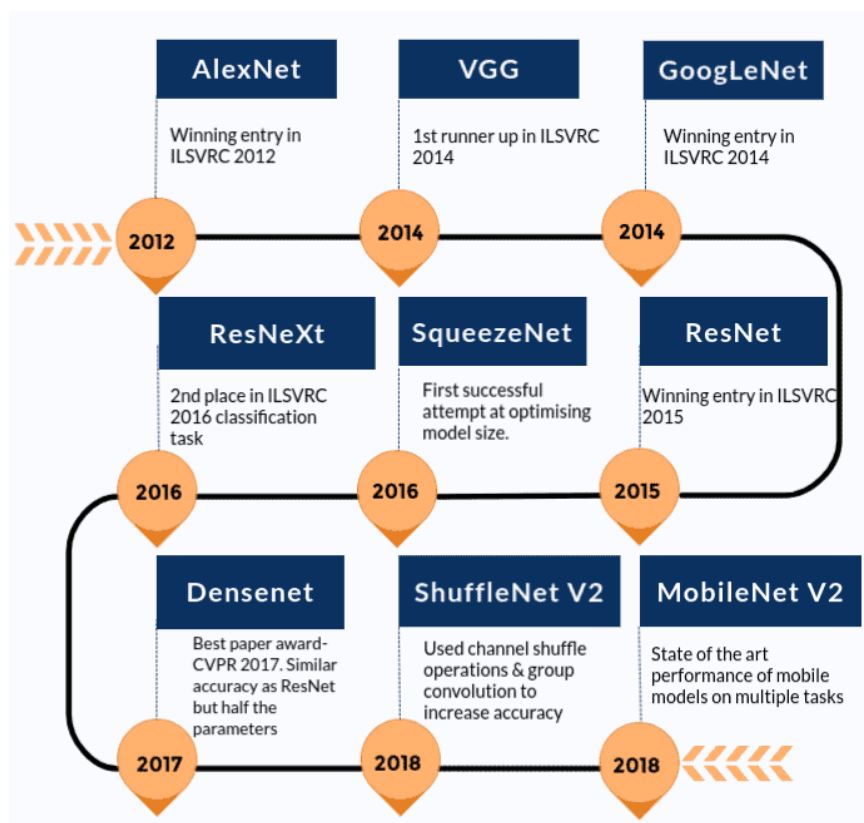 AlexNet
Winning entry in
ILSVRC 2012
2012
VGG
1st runner up in ILSVRC
2014
2014
GoogLeNet
Winning entry in
ILSVRC 2014
2014
ResNet
Winning entry in ILSVRC
2015
2015
SqueezeNet
First successful
attempt at optimising
model size.
2016
ResNeXt
2nd place in ILSVRC
2016 classification
task
2016
Densenet
Best paper award-
CVPR 2017. Similar
accuracy as ResNet
but half the
parameters
2017
ShuffleNet V2
Used channel shuffle
operations & group
convolution to
increase accuracy
2018
MobileNet V2
State of the art
performance of mobile
models on multiple tasks
2018